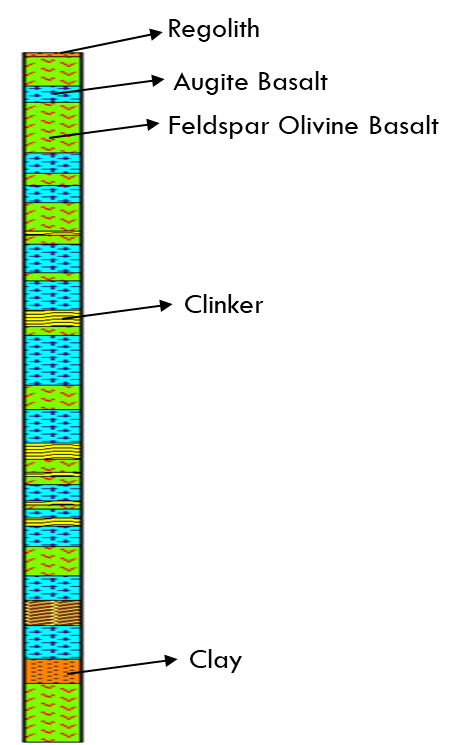 Regolith
Augite Basalt
Feldspar Olivine Basalt
Clinker
Clay